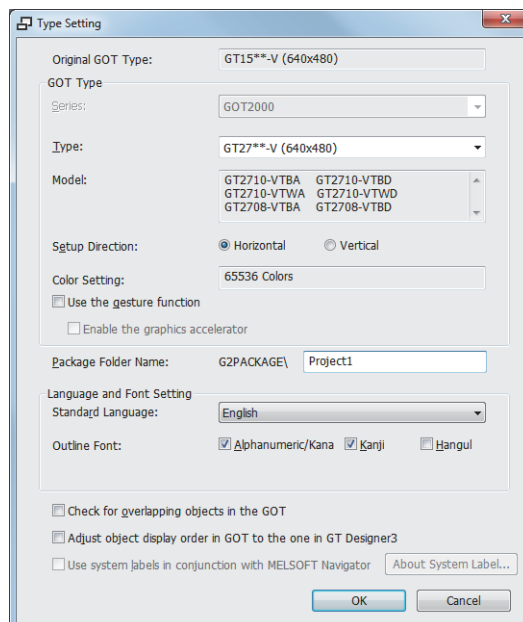 Type Setting
Original GOT Type: GT15**-V (640x480)
GOT Type
Series: GOT2000
Type: GT27**-V (640x480)
Model: GT2710-VTBA GT2710-VTBD
GT2710-VTWA GT2710-VTWD
GT2708-VTBA GT2708-VTBD
Setup Direction: Horizontal Vertical
Color Setting: 65536 Colors
Use the gesture function
Enable the graphics accelerator
Package Folder Name: G2PACKAGE\ Project1
Language and Font Setting
Standard Language: English
Outline Font: Alphanumeric/Kana Kanji Hangul
Check for overlapping objects in the GOT
Adjust object display order in GOT to the one in GT Designer3
Use system labels in conjunction with MELSOFT Navigator About System Label...
OK Cancel